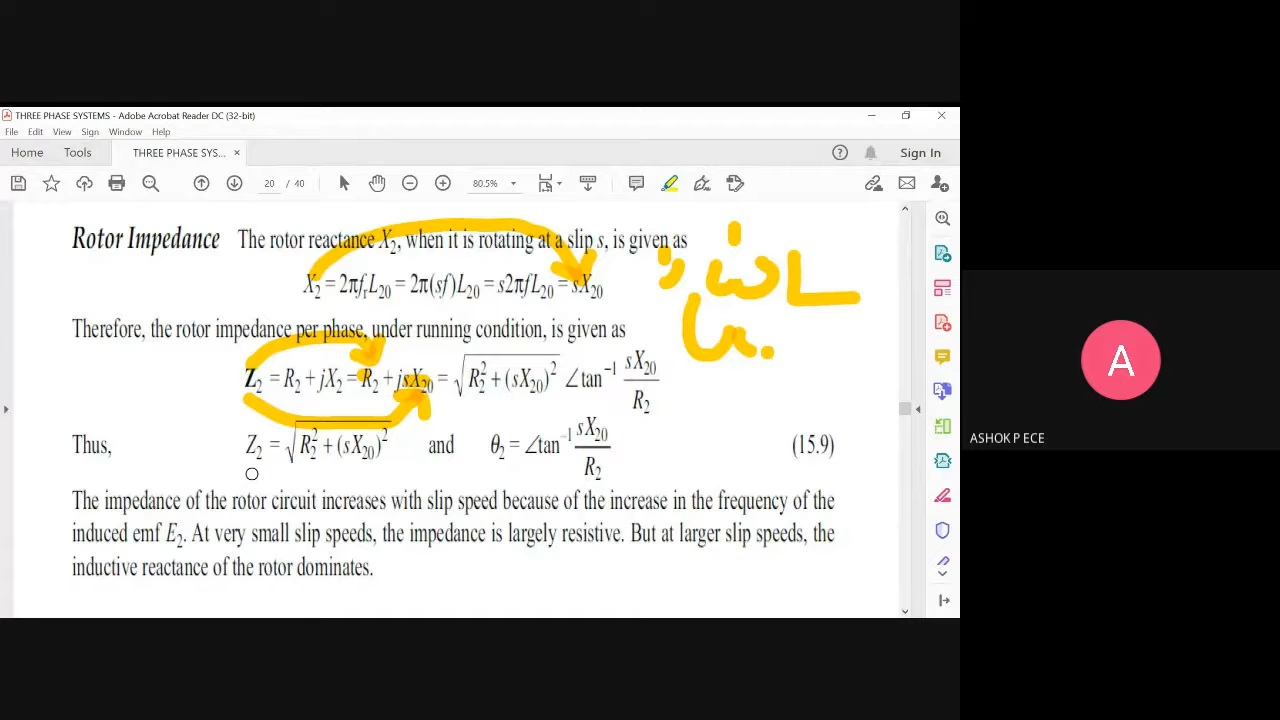 THREE PHASE SYSTEMS - Adobe Acrobat Reader DC (32-bit)
File Edit View Sign Window Help
Home Tools THREE PHASE SYS... × Sign In
20 / 40 80.5%
Rotor Impedance The rotor reactance X₂, when it is rotating at a slip s, is given as
X₂ = 2πfᵣL₂₀ = 2π(sf)L₂₀ = s2πfL₂₀ = sX₂₀
Therefore, the rotor impedance per phase, under running condition, is given as
Z₂ = R₂ + jX₂ = R₂ + jsX₂₀ = √(R₂² + (sX₂₀)²) ∠tan⁻¹ sX₂₀/R₂
Thus, Z₂ = √(R₂² + (sX₂₀)²) and θ₂ = ∠tan⁻¹ sX₂₀/R₂ (15.9)
The impedance of the rotor circuit increases with slip speed because of the increase in the frequency of the
induced emf E₂. At very small slip speeds, the impedance is largely resistive. But at larger slip speeds, the
inductive reactance of the rotor dominates.
A
ASHOK P ECE